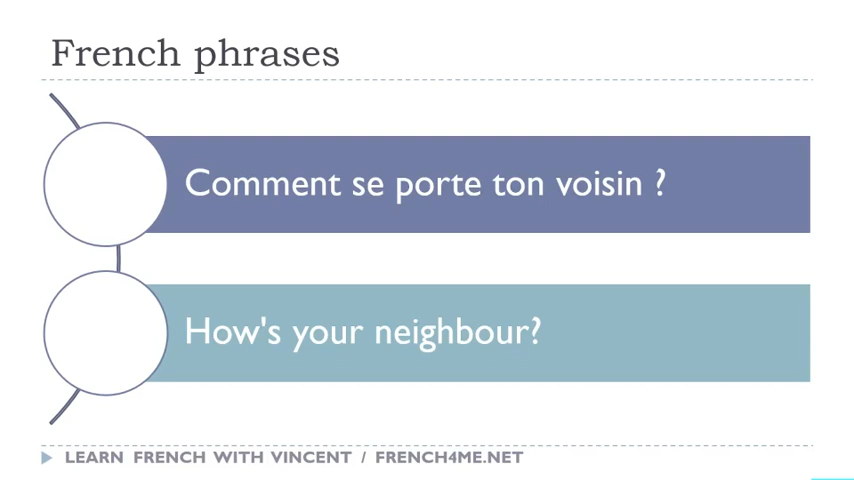 French phrases
Comment se porte ton voisin ?
How's your neighbour?
LEARN FRENCH WITH VINCENT / FRENCH4ME.NET